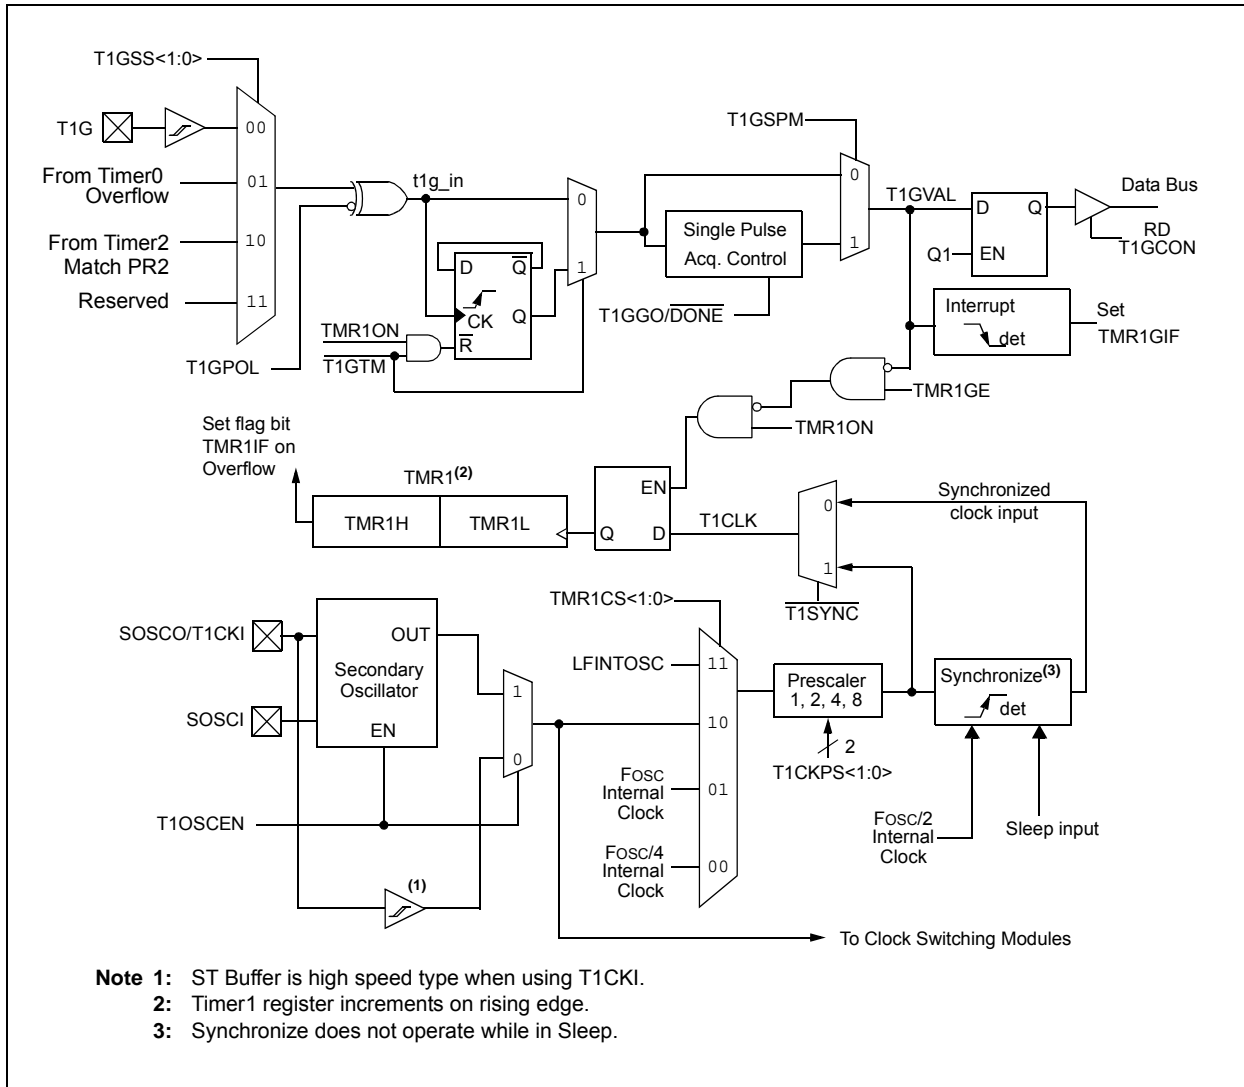 T1GSS<1:0>
T1G
00
From Timer0
Overflow
01
From Timer2
Match PR2
10
Reserved
11
T1GPOL
t1g_in
D
Q
CK
Q
R
TMR1ON
T1GTM
0
1
T1GSPM
Single Pulse
Acq. Control
T1GGO/DONE
0
1
T1GVAL
D
Q
Q1
EN
Data Bus
RD
T1GCON
Interrupt
det
Set
TMR1GIF
TMR1GE
TMR1ON
Set flag bit
TMR1IF on
Overflow
TMR1(2)
TMR1H
TMR1L
EN
Q
D
T1CLK
0
1
T1SYNC
Synchronized
clock input
SOSCO/T1CKI
OUT
Secondary
Oscillator
SOSCI
EN
T1OSCEN
1
0
(1)
TMR1CS<1:0>
LFINTOSC
11
10
FOSC
Internal
Clock
01
FOSC/4
Internal
Clock
00
Prescaler
1, 2, 4, 8
2
T1CKPS<1:0>
Synchronize(3)
det
FOSC/2
Internal
Clock
Sleep input
To Clock Switching Modules
Note 1: ST Buffer is high speed type when using T1CKI.
2: Timer1 register increments on rising edge.
3: Synchronize does not operate while in Sleep.